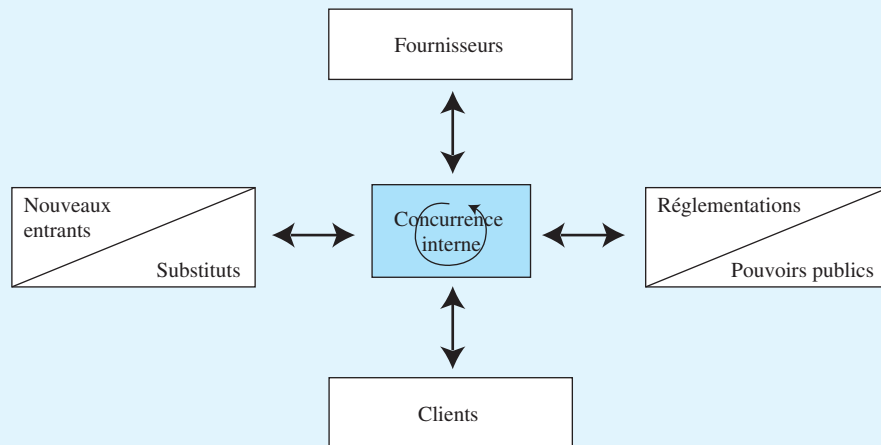 Fournisseurs
Nouveaux
entrants
Substituts
Concurrence
interne
Réglementations
Pouvoirs publics
Clients